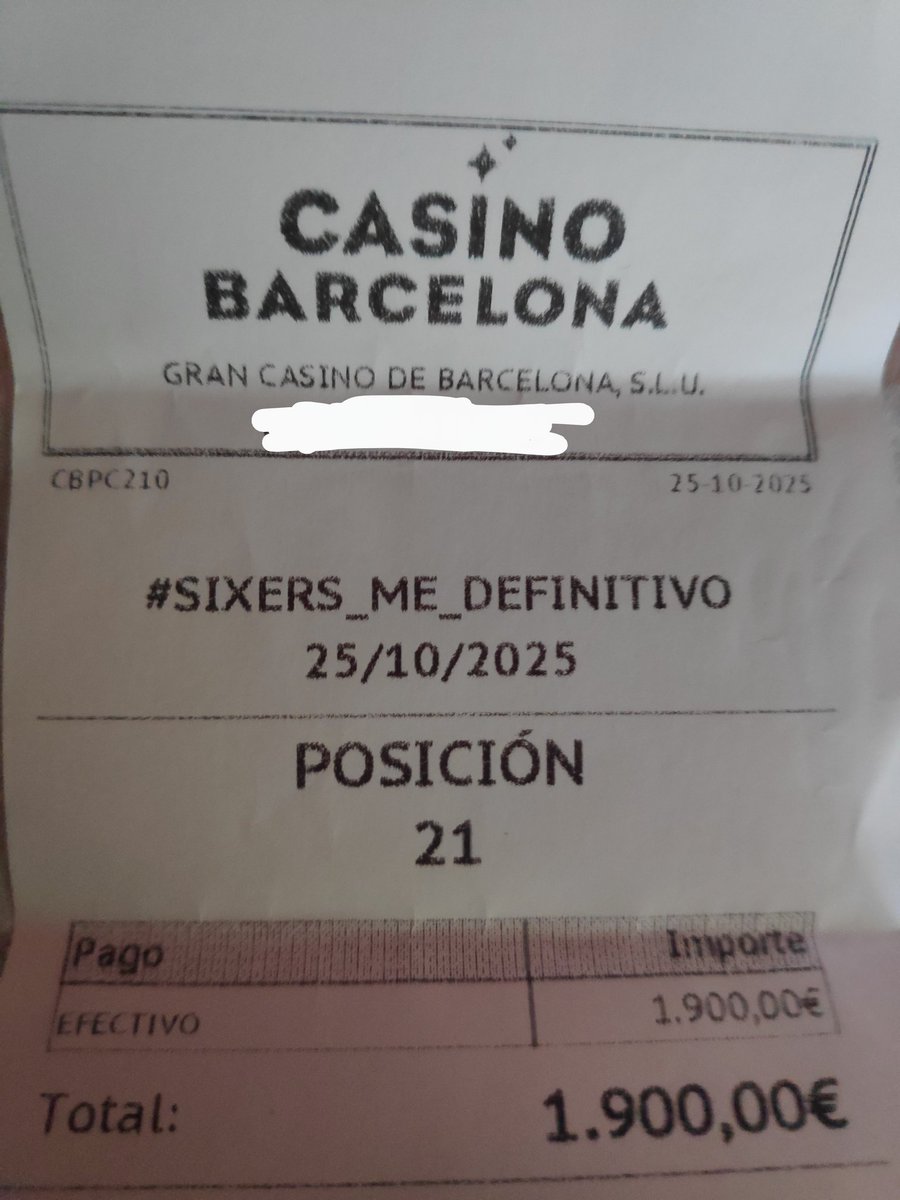 CASINO
BARCELONA
GRAN CASINO DE BARCELONA, S.L.U.
CBPC210 25-10-2025
#SIXERS_ME_DEFINITIVO
25/10/2025
POSICIÓN
21
Pago Importe
EFECTIVO 1.900,00€
Total: 1.900,00€